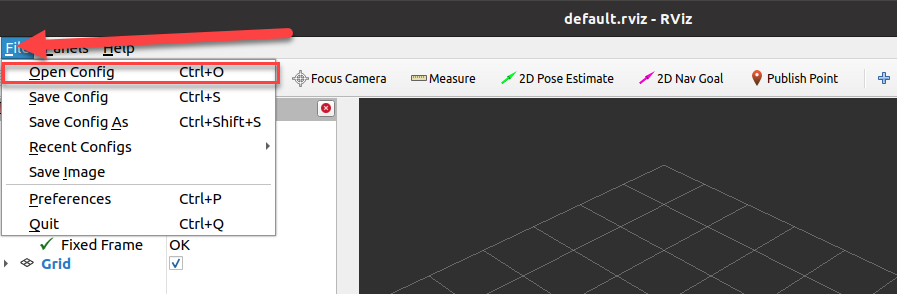 default.rviz - RViz
File Panels Help
Open Config Ctrl+O
Focus Camera Measure 2D Pose Estimate 2D Nav Goal Publish Point
Save Config Ctrl+S
Save Config As Ctrl+Shift+S
Recent Configs
Save Image
Preferences Ctrl+P
Quit Ctrl+Q
Fixed Frame OK
Grid